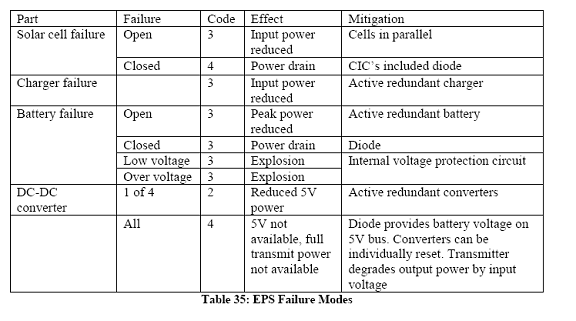 Part Failure Code Effect Mitigation
Solar cell failure Open 3 Input power Cells in parallel
reduced
Closed 4 Power drain CIC's included diode
Charger failure 3 Input power Active redundant charger
reduced
Battery failure Open 3 Peak power Active redundant battery
reduced
Closed 3 Power drain Diode
Low voltage 3 Explosion Internal voltage protection circuit
Over voltage 3 Explosion
DC-DC 1 of 4 2 Reduced 5V Active redundant converters
converter power
All 4 5V not Diode provides battery voltage on
available, full 5V bus. Converters can be
transmit power individually reset. Transmitter
not available degrades output power by input
voltage
Table 35: EPS Failure Modes